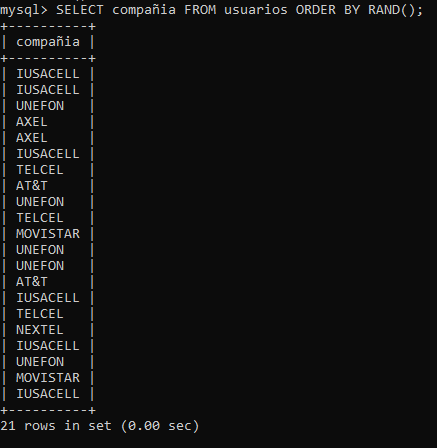 mysql> SELECT compañia FROM usuarios ORDER BY RAND();
+----------+
| compañia |
+----------+
| IUSACELL |
| IUSACELL |
| UNEFON   |
| AXEL     |
| AXEL     |
| IUSACELL |
| TELCEL   |
| AT&T     |
| UNEFON   |
| TELCEL   |
| MOVISTAR |
| UNEFON   |
| UNEFON   |
| AT&T     |
| IUSACELL |
| TELCEL   |
| NEXTEL   |
| IUSACELL |
| UNEFON   |
| MOVISTAR |
| IUSACELL |
+----------+
21 rows in set (0.00 sec)